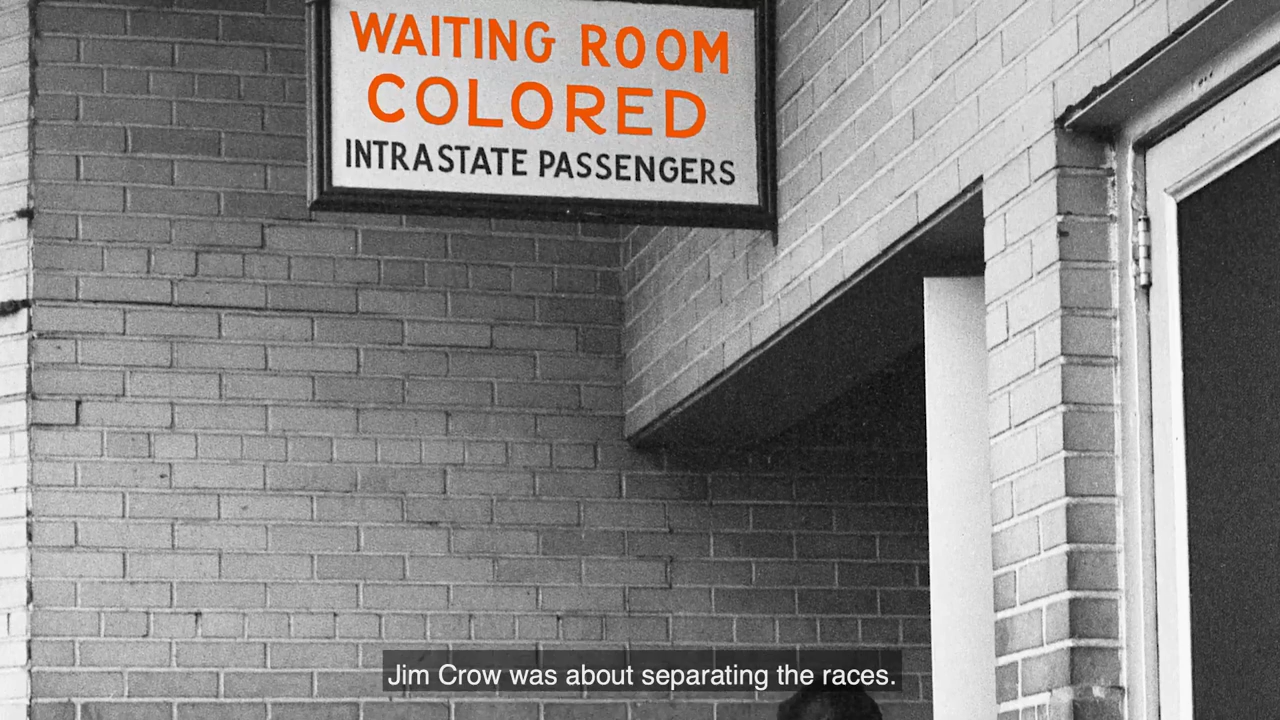 WAITING ROOM
COLORED
INTRASTATE PASSENGERS
Jim Crow was about separating the races.